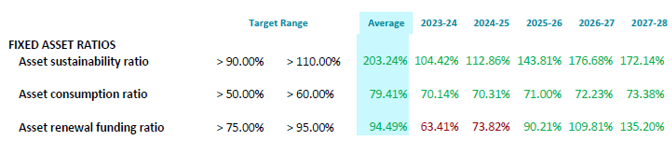 Target Range Average 2023-24 2024-25 2025-26 2026-27 2027-28
FIXED ASSET RATIOS
Asset sustainability ratio > 90.00% > 110.00% 203.24% 104.42% 112.86% 143.81% 176.68% 172.14%
Asset consumption ratio > 50.00% > 60.00% 79.41% 70.14% 70.31% 71.00% 72.23% 73.38%
Asset renewal funding ratio > 75.00% > 95.00% 94.49% 63.41% 73.82% 90.21% 109.81% 135.20%